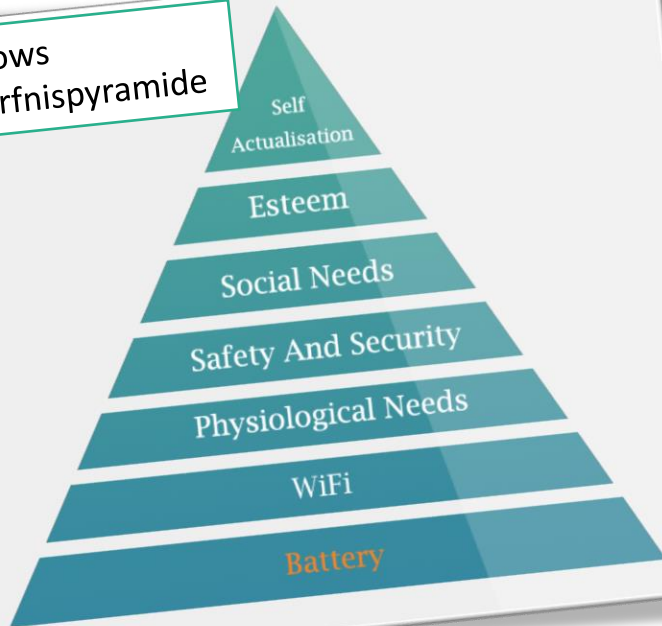 ows
rfnispyramide
Self
Actualisation
Esteem
Social Needs
Safety And Security
Physiological Needs
WiFi
Battery